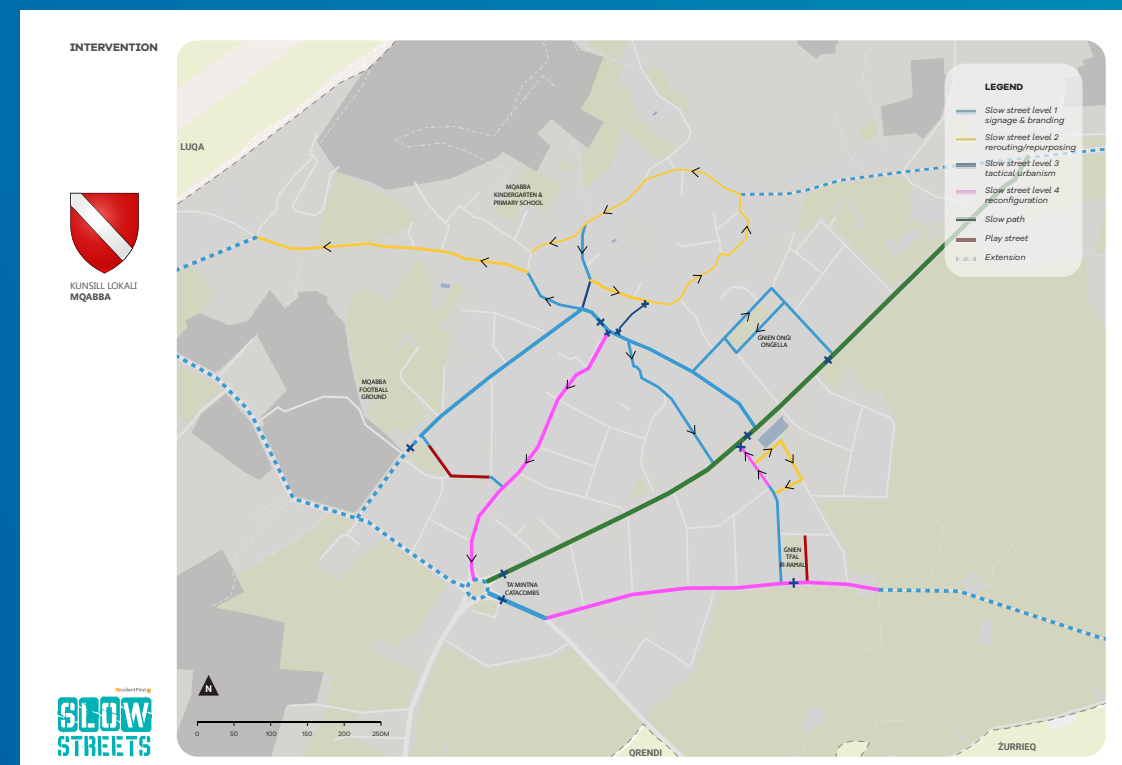 INTERVENTION
LUQA
MQABBA
KINDERGARTEN &
PRIMARY SCHOOL
LEGEND
Slow street level 1
signage & branding
Slow street level 2
rerouting/repurposing
Slow street level 3
tactical urbanism
Slow street level 4
reconfiguration
Slow path
Play street
Extension
KUNSILL LOKALI
MQABBA
GNIEN ONGI
ONGELLA
MQABBA
FOOTBALL
GROUND
GNIEN
TFAL
IR-RAMAL
TA' MINTNA
CATACOMBS
N
0 50 100 150 200 250M
ResidentFirst
SLOW
STREETS
QRENDI
ŻURRIEQ